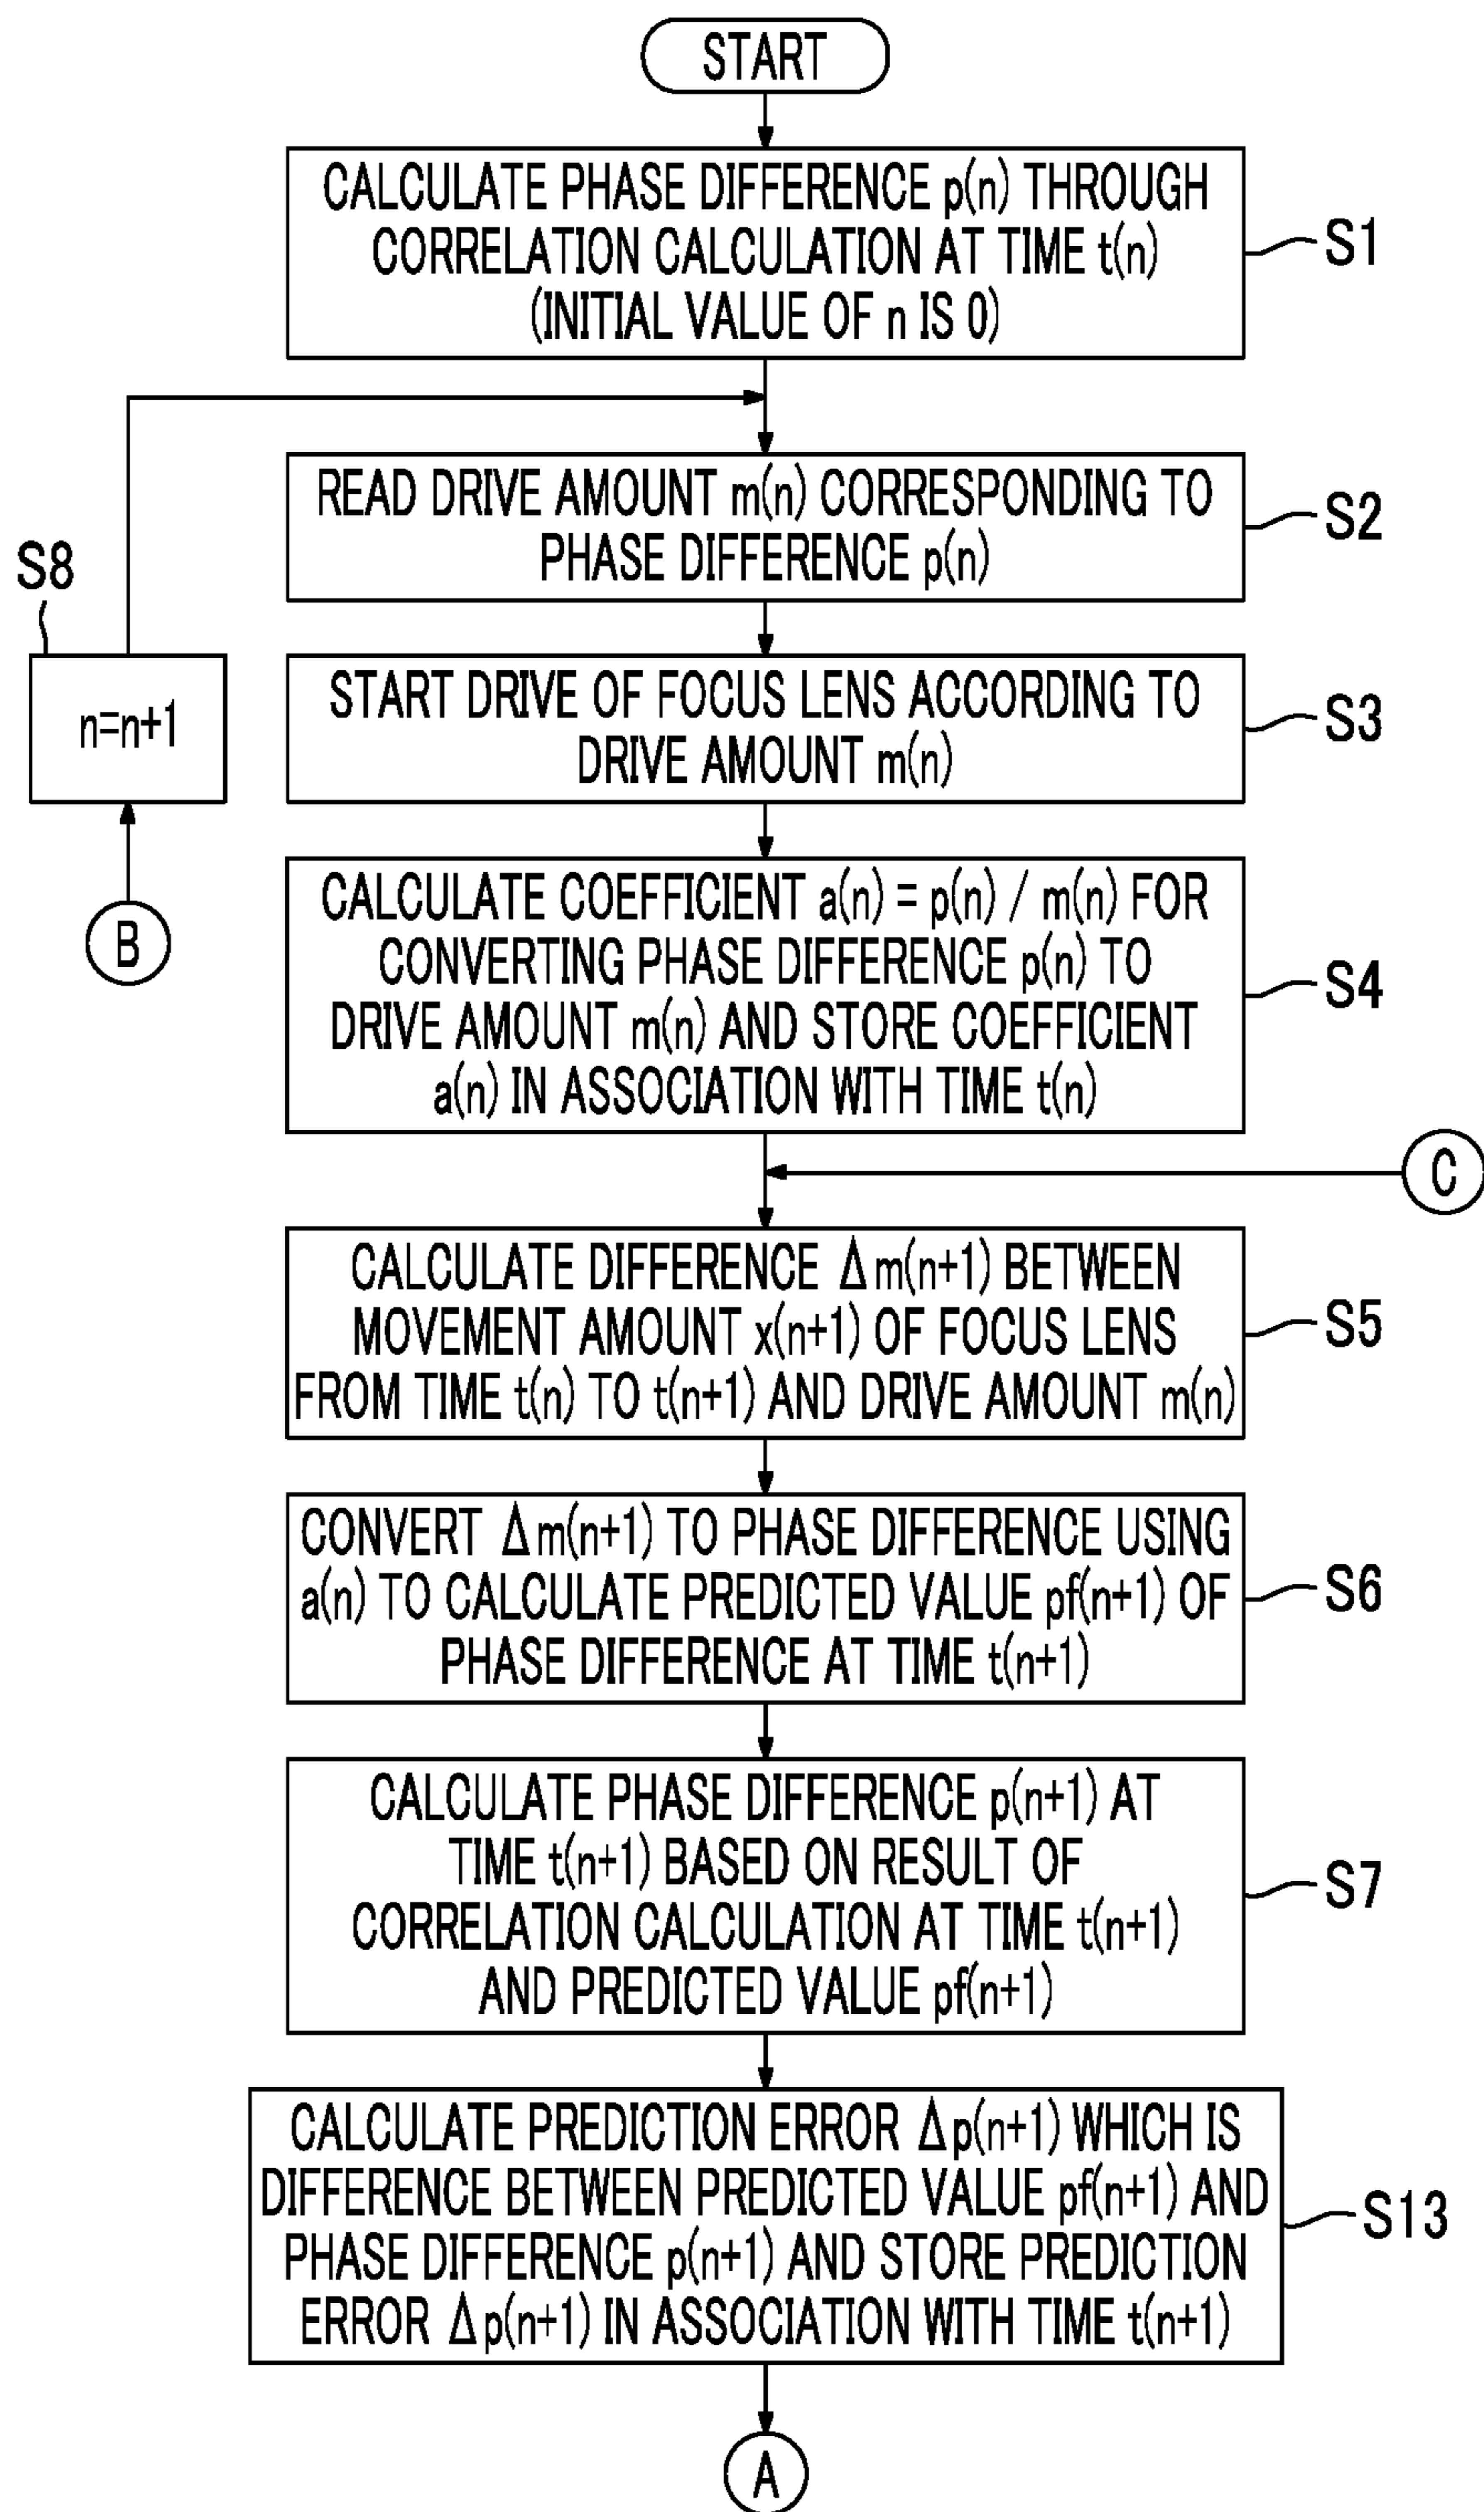 START
CALCULATE PHASE DIFFERENCE p(n) THROUGH
CORRELATION CALCULATION AT TIME t(n)
(INITIAL VALUE OF n IS 0)
S1
READ DRIVE AMOUNT m(n) CORRESPONDING TO
PHASE DIFFERENCE p(n)
S2
S8
n=n+1
B
START DRIVE OF FOCUS LENS ACCORDING TO
DRIVE AMOUNT m(n)
S3
CALCULATE COEFFICIENT a(n) = p(n) / m(n) FOR
CONVERTING PHASE DIFFERENCE p(n) TO
DRIVE AMOUNT m(n) AND STORE COEFFICIENT
a(n) IN ASSOCIATION WITH TIME t(n)
S4
C
CALCULATE DIFFERENCE Δm(n+1) BETWEEN
MOVEMENT AMOUNT x(n+1) OF FOCUS LENS
FROM TIME t(n) TO t(n+1) AND DRIVE AMOUNT m(n)
S5
CONVERT Δm(n+1) TO PHASE DIFFERENCE USING
a(n) TO CALCULATE PREDICTED VALUE pf(n+1) OF
PHASE DIFFERENCE AT TIME t(n+1)
S6
CALCULATE PHASE DIFFERENCE p(n+1) AT
TIME t(n+1) BASED ON RESULT OF
CORRELATION CALCULATION AT TIME t(n+1)
AND PREDICTED VALUE pf(n+1)
S7
CALCULATE PREDICTION ERROR Δp(n+1) WHICH IS
DIFFERENCE BETWEEN PREDICTED VALUE pf(n+1) AND
PHASE DIFFERENCE p(n+1) AND STORE PREDICTION
ERROR Δp(n+1) IN ASSOCIATION WITH TIME t(n+1)
S13
A